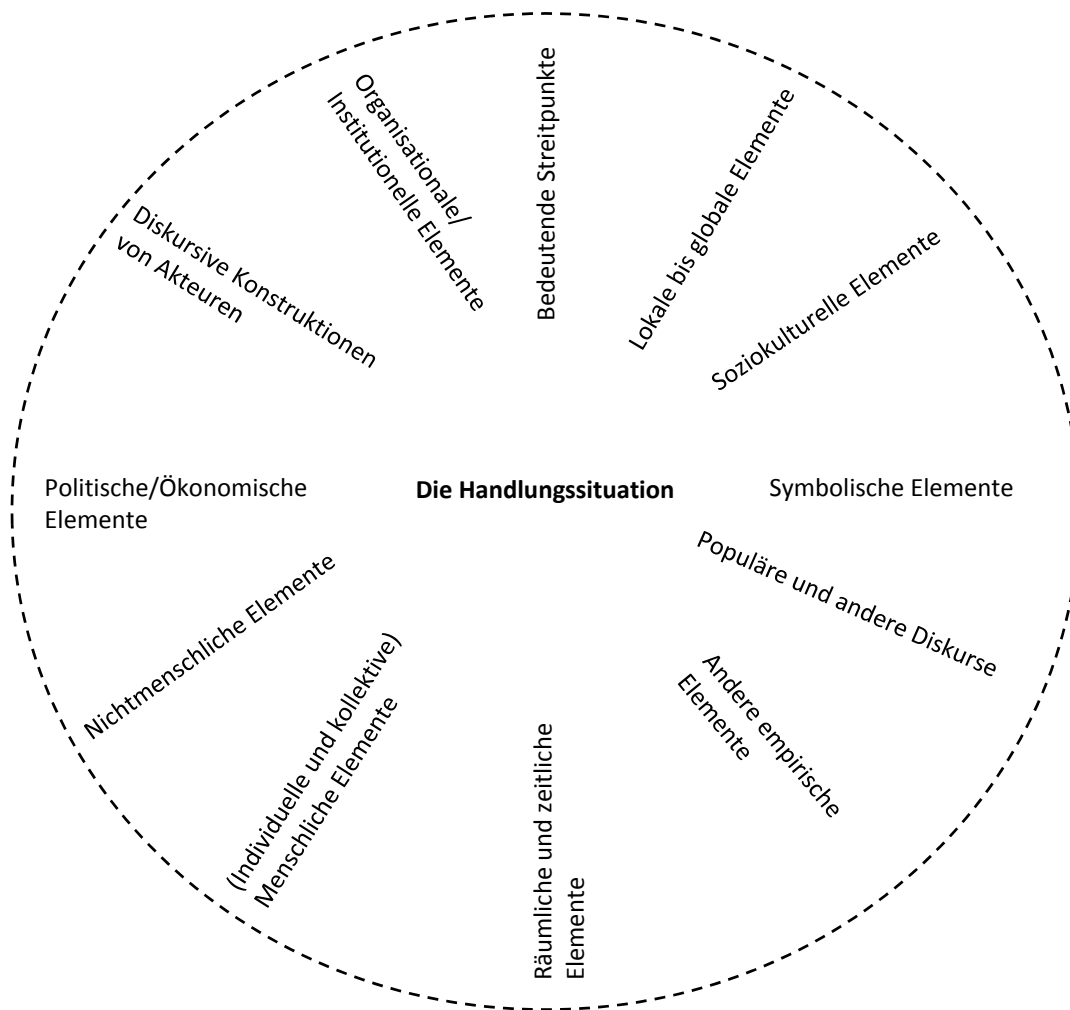 Bedeutende Streitpunkte
Organisationale/
Institutionelle Elemente
Lokale bis globale Elemente
Diskursive Konstruktionen
von Akteuren
Soziokulturelle Elemente
Politische/Ökonomische
Elemente
Die Handlungssituation
Symbolische Elemente
Nichtmenschliche Elemente
Populäre und andere Diskurse
(Individuelle und kollektive)
Menschliche Elemente
Andere empirische
Elemente
Räumliche und zeitliche
Elemente